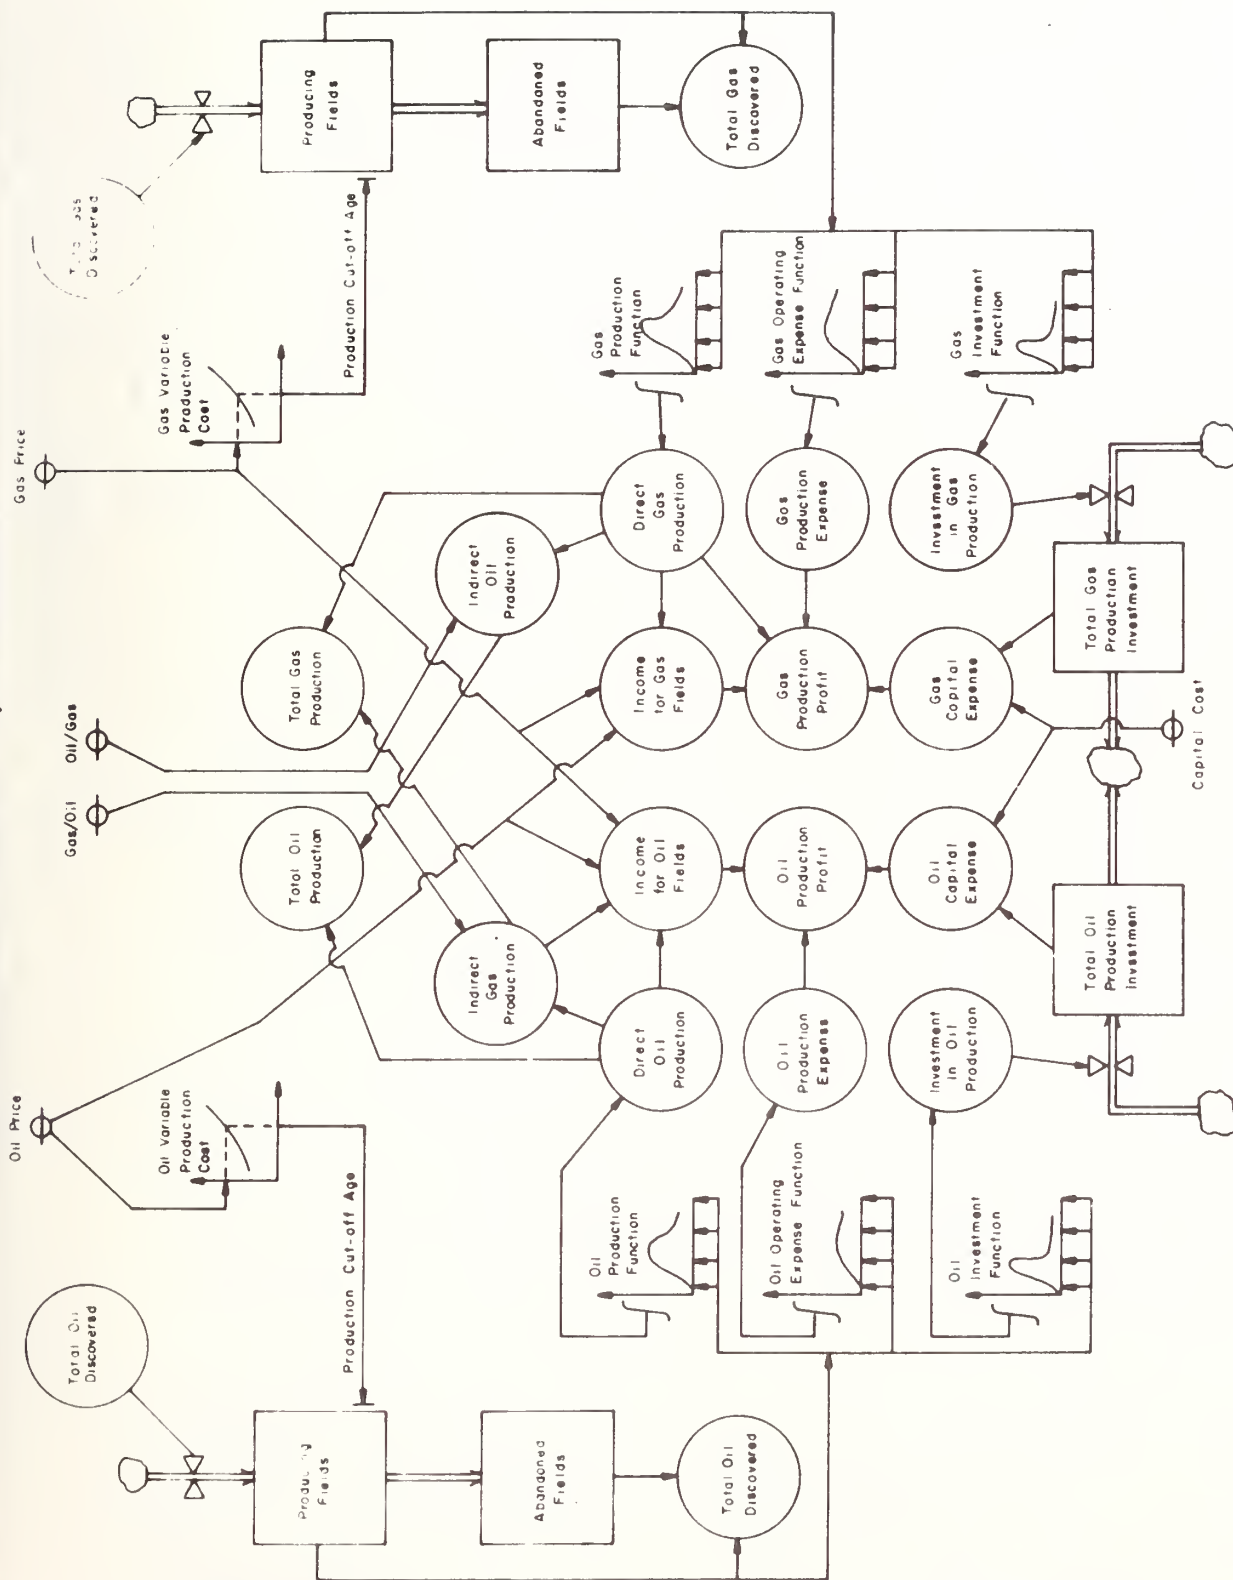 Oil Price
Gas/Oil
Oil/Gas
Gas Price
Total Oil
Discovered
Discovered
Oil Variable
Production
Cost
Gas Variable
Production
Cost
Total Oil
Production
Total Gas
Production
Producing
Fields
Production Cut-off Age
Production Cut-off Age
Producing
Fields
Indirect
Gas
Production
Indirect
Oil
Production
Abandoned
Fields
Abandoned
Fields
Oil
Production
Function
Direct
Oil
Production
Income
for Oil
Fields
Income
for Gas
Fields
Direct
Gas
Production
Gas
Production
Function
Total Oil
Discovered
Total Gas
Discovered
Oil Operating
Expense Function
Oil
Production
Expense
Oil
Production
Profit
Gas
Production
Profit
Gas
Production
Expense
Gas Operating
Expense Function
Oil
Investment
Function
Investment
in Oil
Production
Oil
Capital
Expense
Gas
Capital
Expense
Investment
in Gas
Production
Gas
Investment
Function
Total Oil
Production
Investment
Total Gas
Production
Investment
Capital Cost